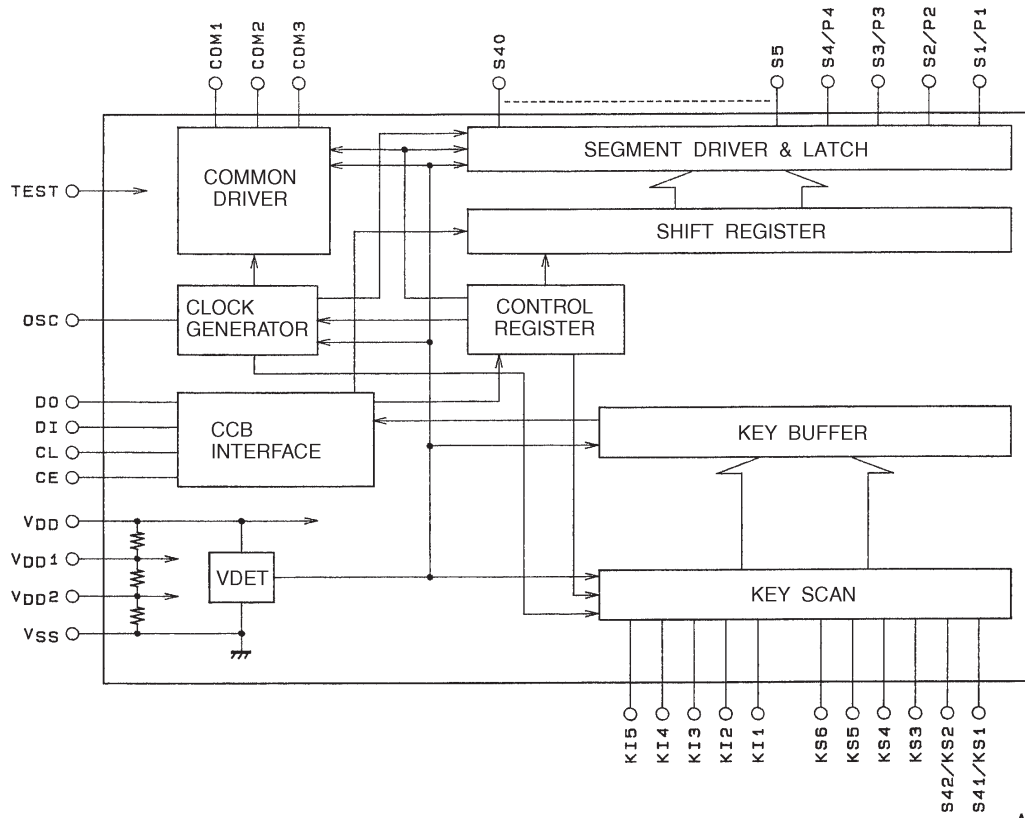 COM1
COM2
COM3
S40
S5
S4/P4
S3/P3
S2/P2
S1/P1
COMMON
DRIVER
SEGMENT DRIVER & LATCH
TEST
SHIFT REGISTER
OSC
CLOCK
GENERATOR
CONTROL
REGISTER
DO
DI
CL
CE
CCB
INTERFACE
KEY BUFFER
VDD
VDD1
VDD2
VSS
VDET
KEY SCAN
KI5
KI4
KI3
KI2
KI1
KS6
KS5
KS4
KS3
S42/KS2
S41/KS1